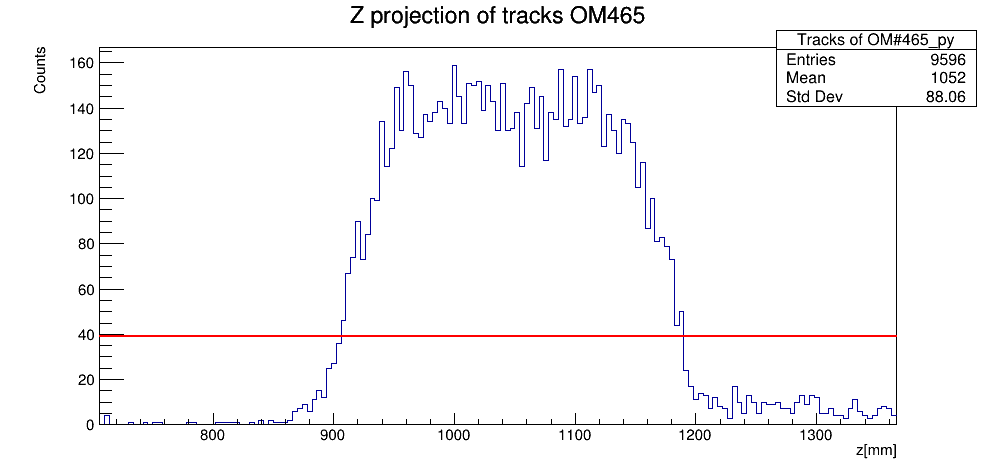 Z projection of tracks OM465
Tracks of OM#465_py
Entries 9596
Mean 1052
Std Dev 88.06
Counts
160
140
120
100
80
60
40
20
0
800 900 1000 1100 1200 1300
z[mm]